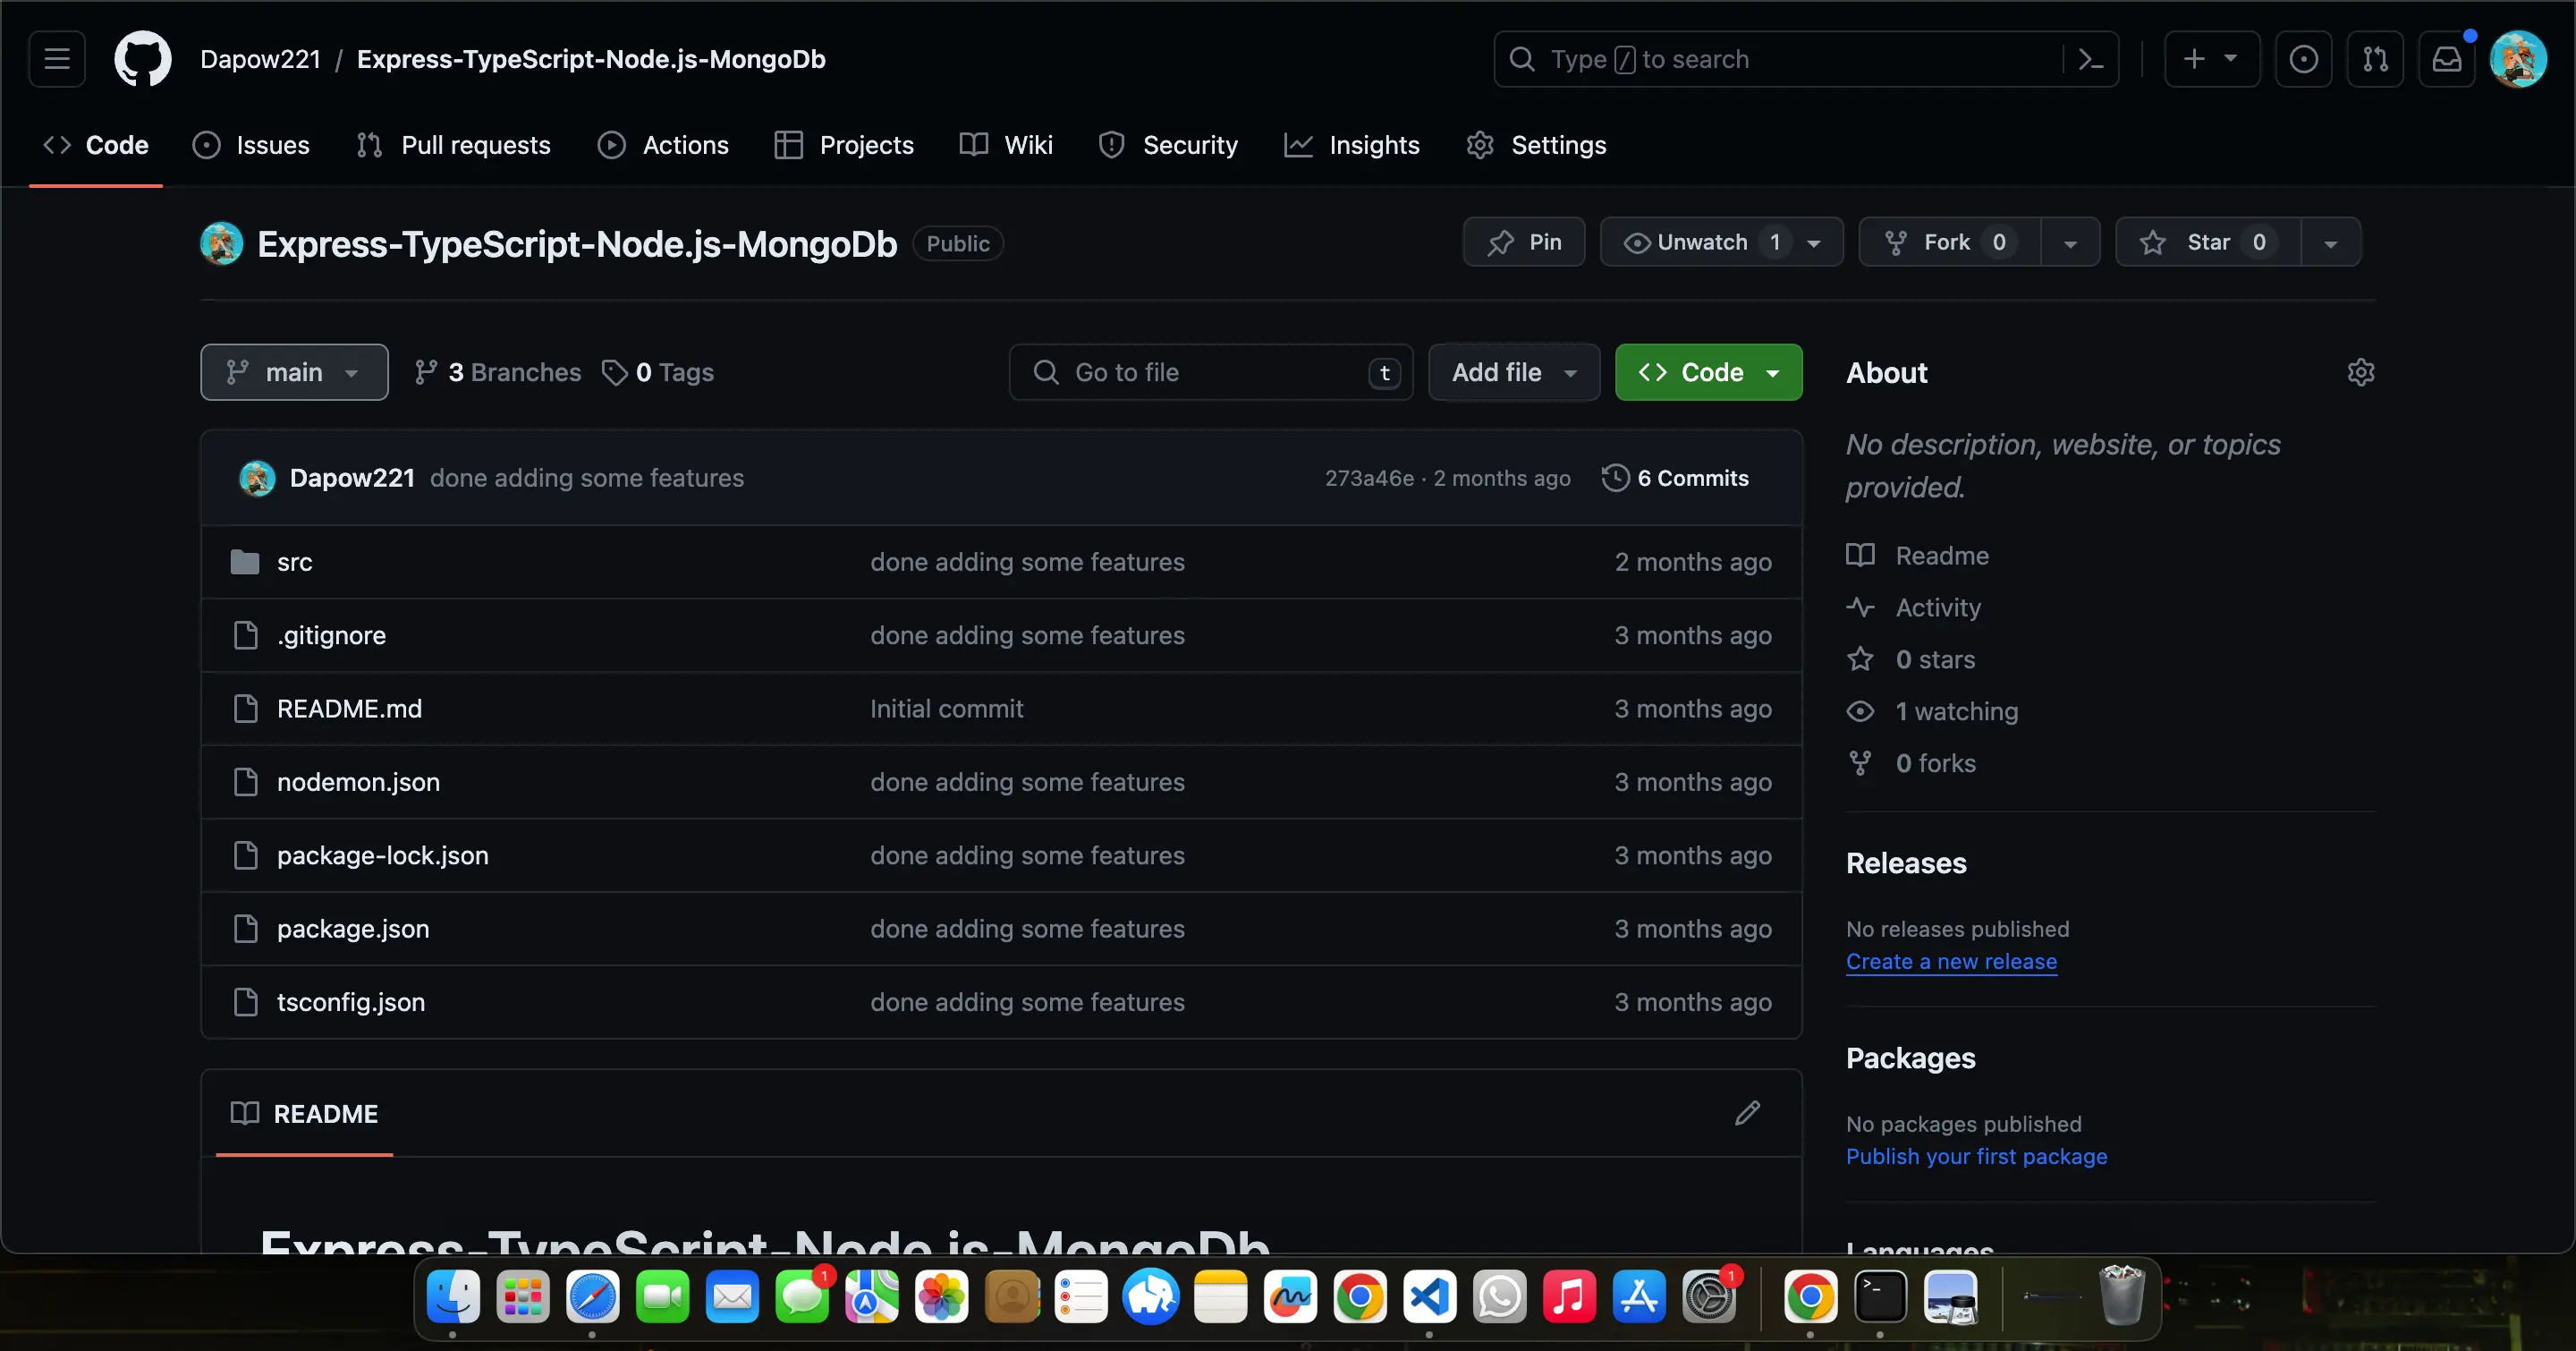 Dapow221 / Express-TypeScript-Node.js-MongoDb
Type / to search
Code Issues Pull requests Actions Projects Wiki Security Insights Settings
Express-TypeScript-Node.js-MongoDb Public
Pin Unwatch 1 Fork 0 Star 0
main 3 Branches 0 Tags Go to file t Add file Code
Dapow221 done adding some features 273a46e · 2 months ago 6 Commits
src done adding some features 2 months ago
.gitignore done adding some features 3 months ago
README.md Initial commit 3 months ago
nodemon.json done adding some features 3 months ago
package-lock.json done adding some features 3 months ago
package.json done adding some features 3 months ago
tsconfig.json done adding some features 3 months ago
README
Express-TypeScript-Node.js-MongoDb
About
No description, website, or topics
provided.
Readme
Activity
0 stars
1 watching
0 forks
Releases
No releases published
Create a new release
Packages
No packages published
Publish your first package
Languages
1
1